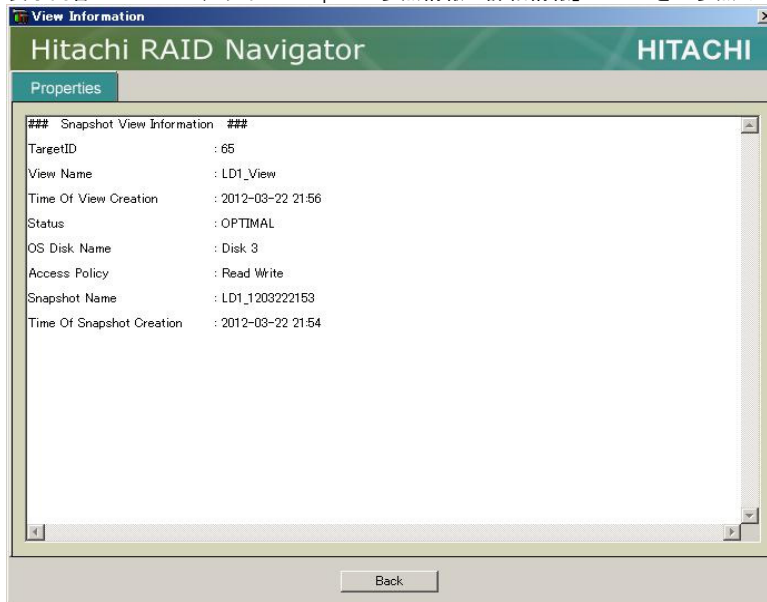 View Information
Hitachi RAID Navigator HITACHI
Properties
### Snapshot View Information ###
TargetID : 65
View Name : LD1_View
Time Of View Creation : 2012-03-22 21:56
Status : OPTIMAL
OS Disk Name : Disk 3
Access Policy : Read Write
Snapshot Name : LD1_1203222153
Time Of Snapshot Creation : 2012-03-22 21:54
Back